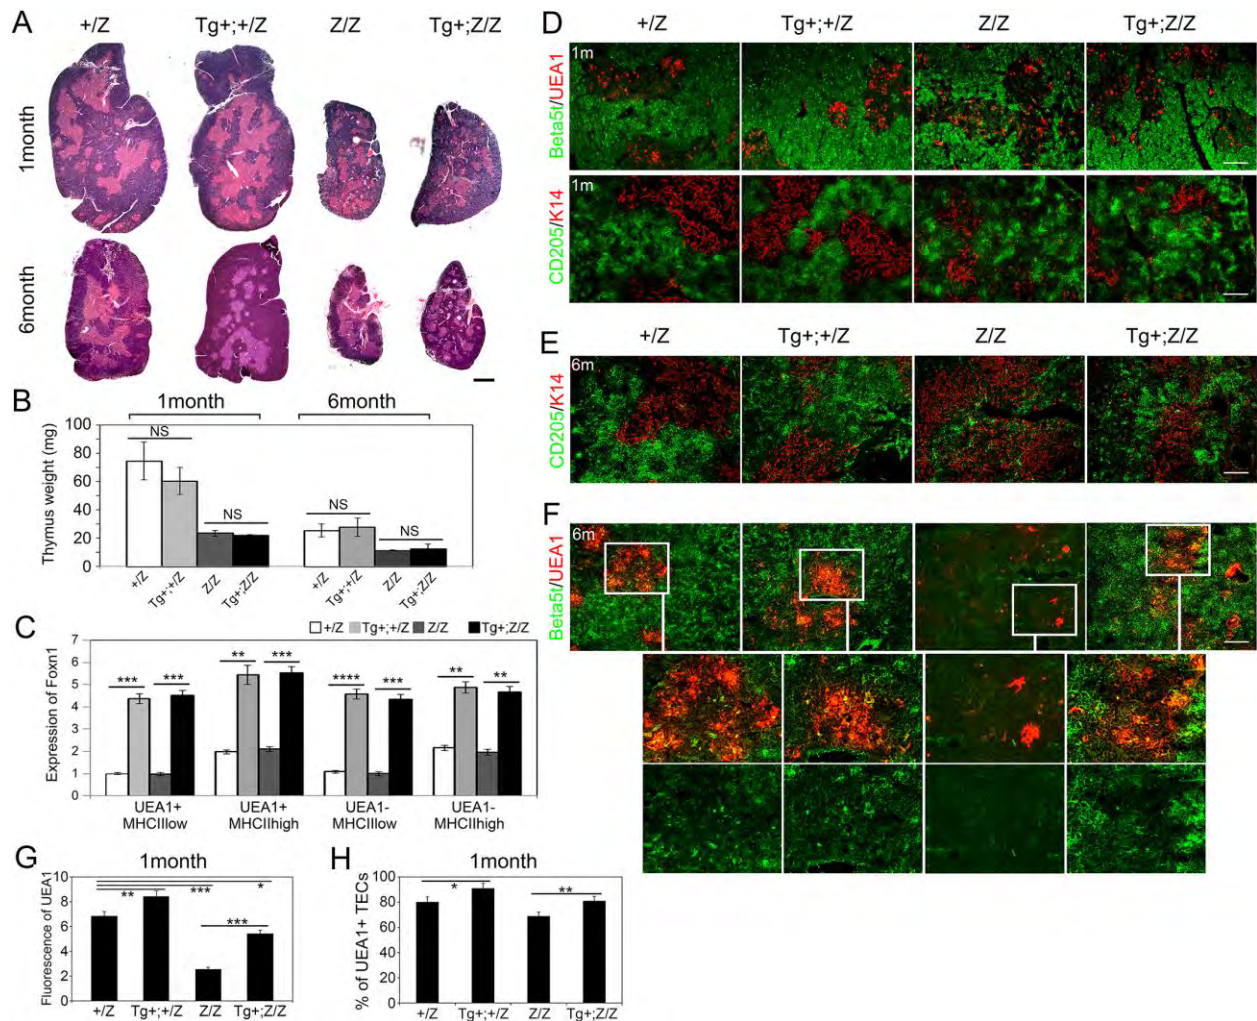 A
+/Z
Tg+;+/Z
Z/Z
Tg+;Z/Z
1month
6month
B
1month
6month
Thymus weight (mg)
100
80
60
40
20
0
NS
NS
NS
NS
+/Z
Tg+;+/Z
Z/Z
Tg+;Z/Z
+/Z
Tg+;+/Z
Z/Z
Tg+;Z/Z
C
+/Z
Tg+;+/Z
Z/Z
Tg+;Z/Z
Expression of Foxn1
7
6
5
4
3
2
1
0
*** ***
** ***
**** ***
** **
UEA1+
MHCIIlow
UEA1+
MHCIIhigh
UEA1-
MHCIIlow
UEA1-
MHCIIhigh
D
+/Z
Tg+;+/Z
Z/Z
Tg+;Z/Z
Beta5t/UEA1
1m
CD205/K14
1m
E
+/Z
Tg+;+/Z
Z/Z
Tg+;Z/Z
CD205/K14
6m
F
Beta5t/UEA1
6m
G
1month
Fluorescence of UEA1
10
8
6
4
2
0
** *** *
***
+/Z
Tg+;+/Z
Z/Z
Tg+;Z/Z
H
1month
% of UEA1+ TECs
100
80
60
40
20
0
* **
+/Z
Tg+;+/Z
Z/Z
Tg+;Z/Z